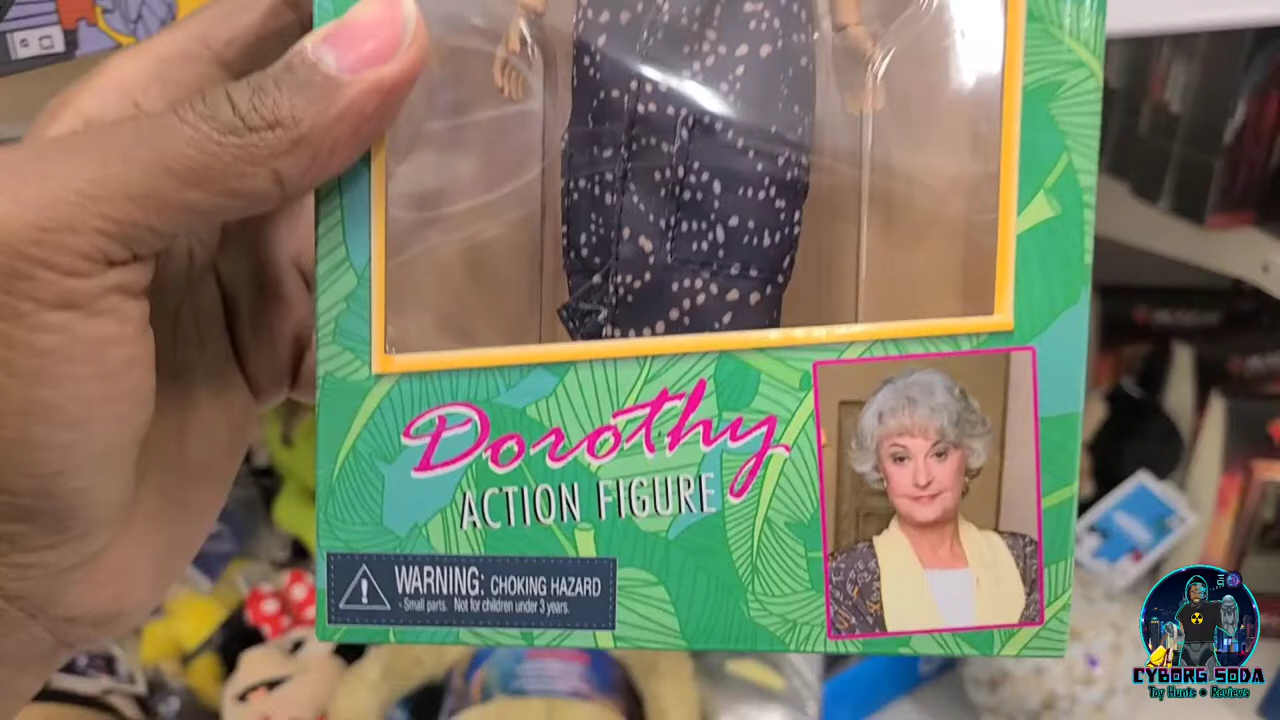 Dorothy
ACTION FIGURE
WARNING: CHOKING HAZARD
- Small parts. Not for children under 3 years.
CYBORG SODA
Toy Hunts • Reviews